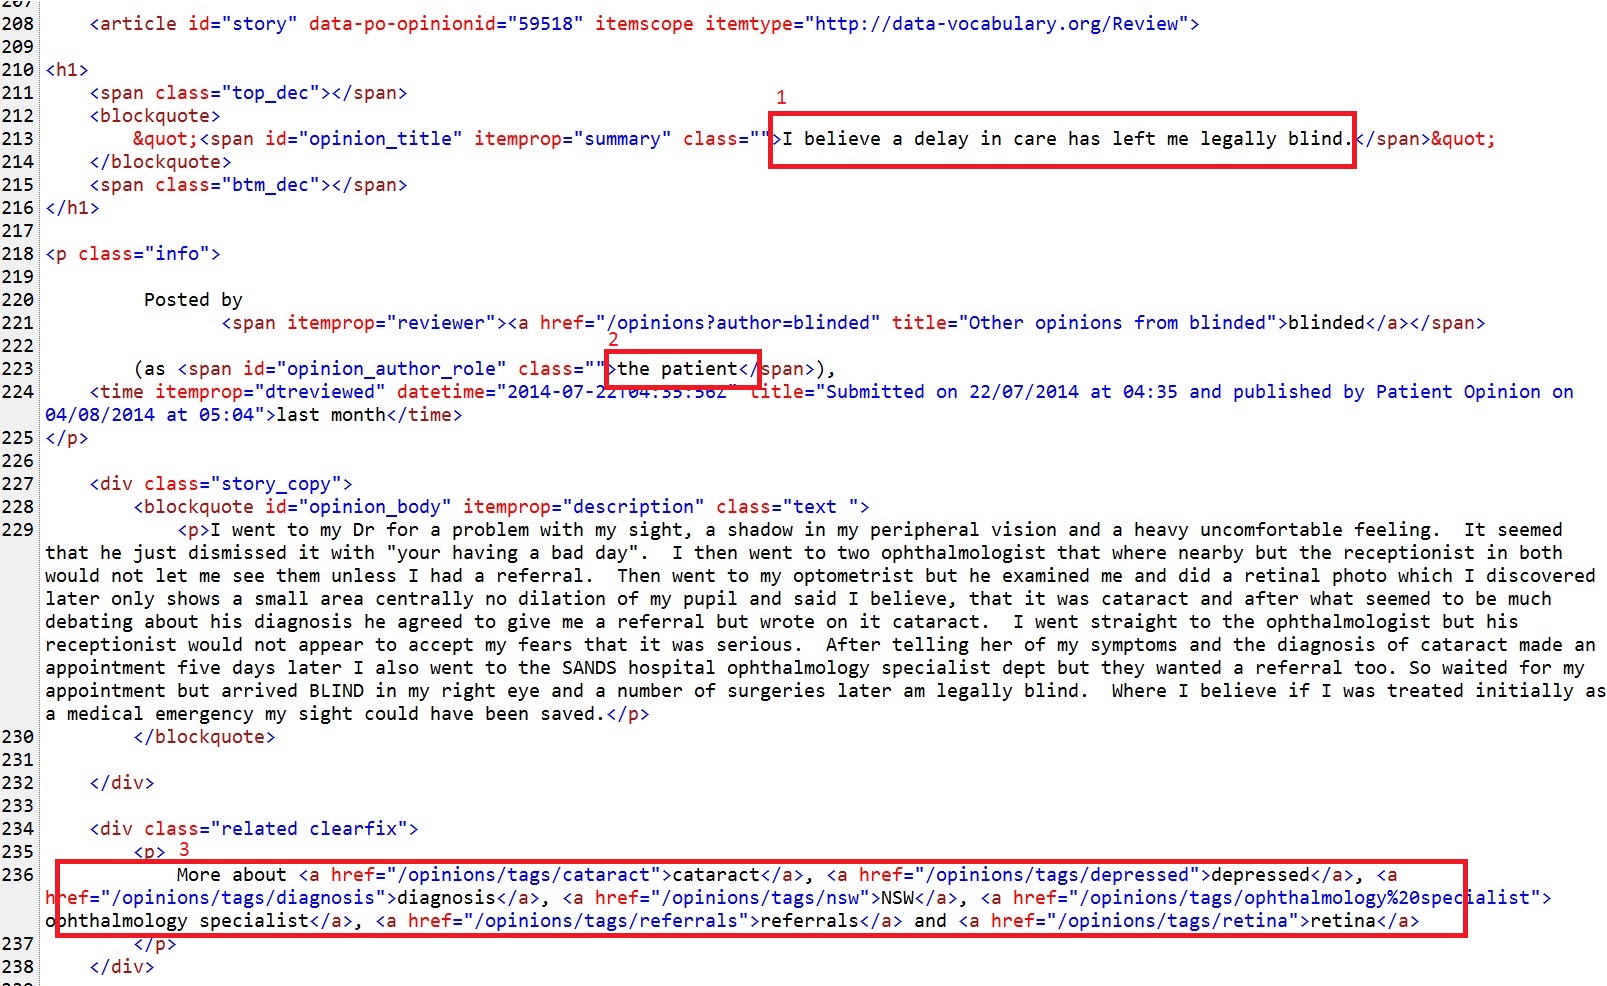 207
208 <article id="story" data-po-opinionid="59518" itemscope itemtype="http://data-vocabulary.org/Review">
209
210 <h1>
211 <span class="top_dec"></span>
1
212 <blockquote>
213 &quot;<span id="opinion_title" itemprop="summary" class="">I believe a delay in care has left me legally blind.</span>&quot;
214 </blockquote>
215 <span class="btm_dec"></span>
216 </h1>
217
218 <p class="info">
219
220 Posted by
221 <span itemprop="reviewer"><a href="/opinions?author=blinded" title="Other opinions from blinded">blinded</a></span>
222
2
223 (as <span id="opinion_author_role" class="">the patient</span>),
224 <time itemprop="dtreviewed" datetime="2014-07-22T04:35:56Z" title="Submitted on 22/07/2014 at 04:35 and published by Patient Opinion on
04/08/2014 at 05:04">last month</time>
225 </p>
226
227 <div class="story_copy">
228 <blockquote id="opinion_body" itemprop="description" class="text ">
229 <p>I went to my Dr for a problem with my sight, a shadow in my peripheral vision and a heavy uncomfortable feeling.  It seemed
that he just dismissed it with "your having a bad day".  I then went to two ophthalmologist that where nearby but the receptionist in both
would not let me see them unless I had a referral.  Then went to my optometrist but he examined me and did a retinal photo which I discovered
later only shows a small area centrally no dilation of my pupil and said I believe, that it was cataract and after what seemed to be much
debating about his diagnosis he agreed to give me a referral but wrote on it cataract.  I went straight to the ophthalmologist but his
receptionist would not appear to accept my fears that it was serious.  After telling her of my symptoms and the diagnosis of cataract made an
appointment five days later I also went to the SANDS hospital ophthalmology specialist dept but they wanted a referral too. So waited for my
appointment but arrived BLIND in my right eye and a number of surgeries later am legally blind.  Where I believe if I was treated initially as
a medical emergency my sight could have been saved.</p>
230 </blockquote>
231
232 </div>
233
234 <div class="related clearfix">
235 <p> 3
236 More about <a href="/opinions/tags/cataract">cataract</a>, <a href="/opinions/tags/depressed">depressed</a>, <a
href="/opinions/tags/diagnosis">diagnosis</a>, <a href="/opinions/tags/nsw">NSW</a>, <a href="/opinions/tags/ophthalmology%20specialist">
ophthalmology specialist</a>, <a href="/opinions/tags/referrals">referrals</a> and <a href="/opinions/tags/retina">retina</a>
237 </p>
238 </div>